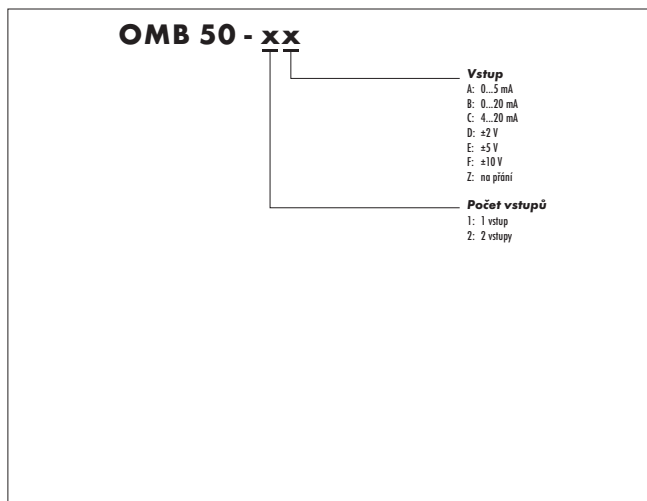 OMB 50 - xx
Vstup
A: 0...5 mA
B: 0...20 mA
C: 4...20 mA
D: ±2 V
E: ±5 V
F: ±10 V
Z: na přání
Počet vstupů
1: 1 vstup
2: 2 vstupy